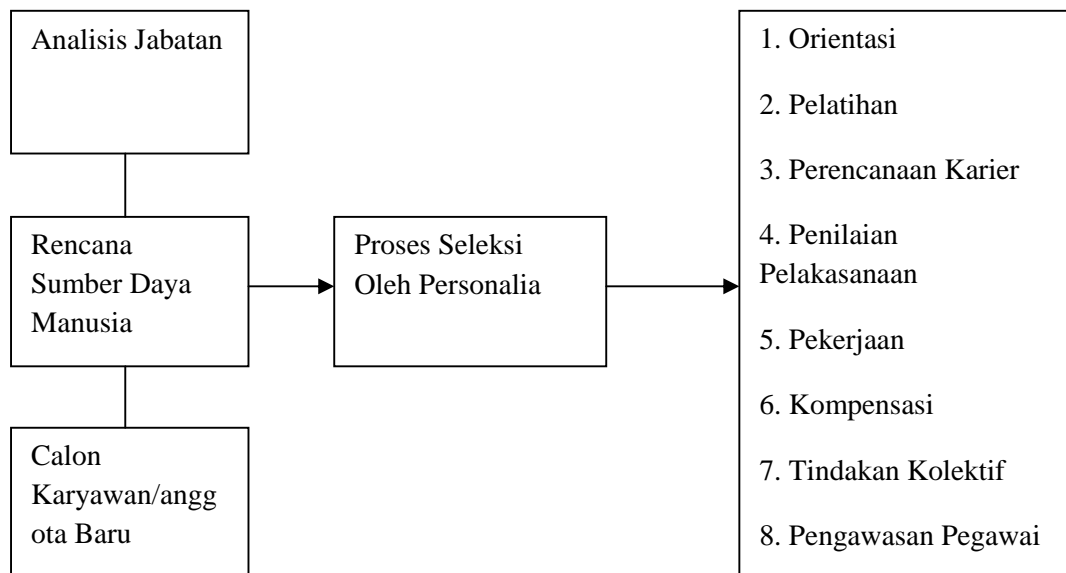 Analisis Jabatan
Rencana
Sumber Daya
Manusia
Calon
Karyawan/angg
ota Baru
Proses Seleksi
Oleh Personalia
1. Orientasi
2. Pelatihan
3. Perencanaan Karier
4. Penilaian
Pelakasanaan
5. Pekerjaan
6. Kompensasi
7. Tindakan Kolektif
8. Pengawasan Pegawai